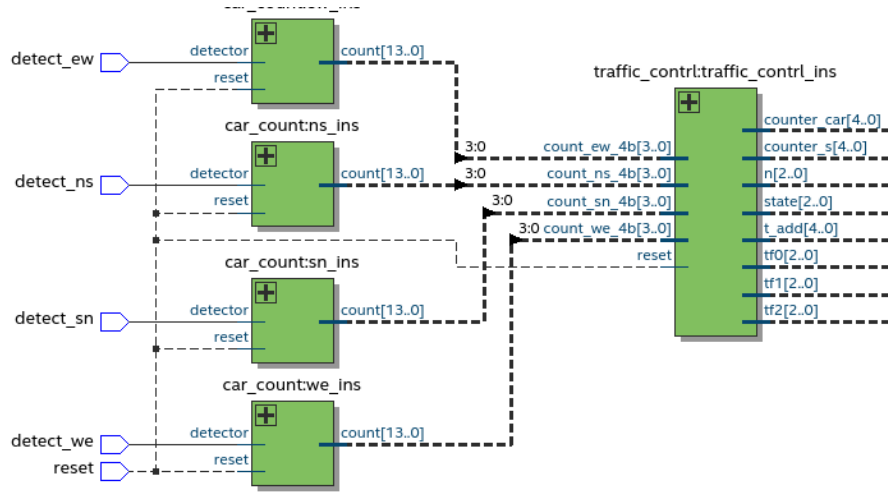 detect_ew
detector
reset
count[13..0]
car_count:ns_ins
detect_ns
detector
reset
count[13..0]
car_count:sn_ins
detect_sn
detector
reset
count[13..0]
car_count:we_ins
detect_we
detector
reset
reset
count[13..0]
3:0
3:0
3:0
3:0
traffic_contrl:traffic_contrl_ins
count_ew_4b[3..0]
count_ns_4b[3..0]
count_sn_4b[3..0]
count_we_4b[3..0]
reset
counter_car[4..0]
counter_s[4..0]
n[2..0]
state[2..0]
t_add[4..0]
tf0[2..0]
tf1[2..0]
tf2[2..0]